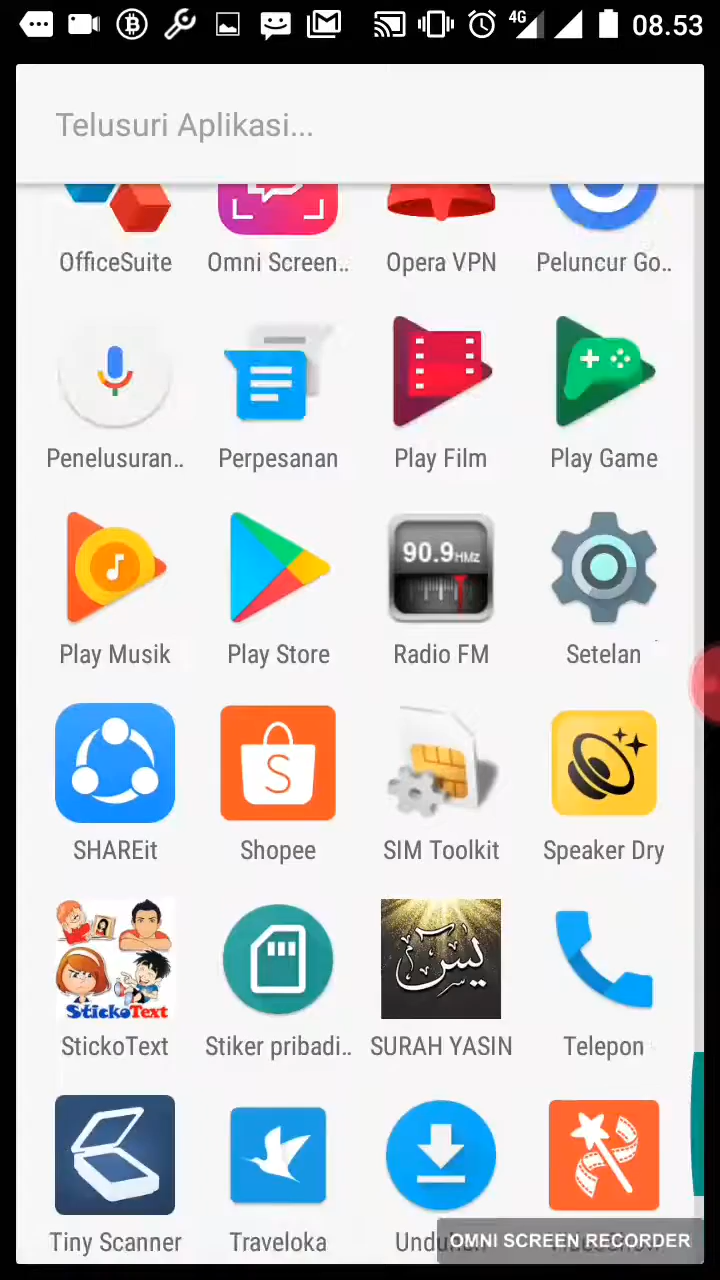 4G 08.53
Telusuri Aplikasi...
OfficeSuite Omni Screen.. Opera VPN Peluncur Go..
Penelusuran.. Perpesanan Play Film Play Game
90.9HMz
Play Musik Play Store Radio FM Setelan
S
SHAREit Shopee SIM Toolkit Speaker Dry
يس
StickoText
StickoText Stiker pribadi.. SURAH YASIN Telepon
Tiny Scanner Traveloka
OMNI SCREEN RECORDER